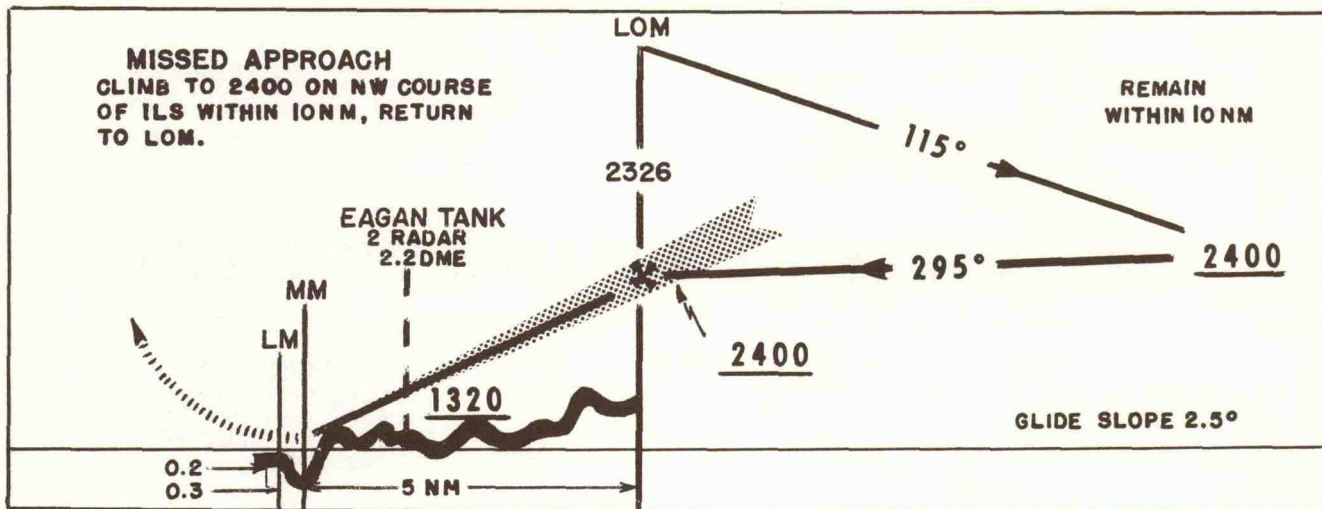 MISSED APPROACH
CLIMB TO 2400 ON NW COURSE
OF ILS WITHIN 10NM, RETURN
TO LOM.
LOM
REMAIN
WITHIN 10 NM
115°
2326
EAGAN TANK
2 RADAR
2.2DME
295°
2400
MM
LM
2400
1320
GLIDE SLOPE 2.5°
0.2
0.3
5 NM